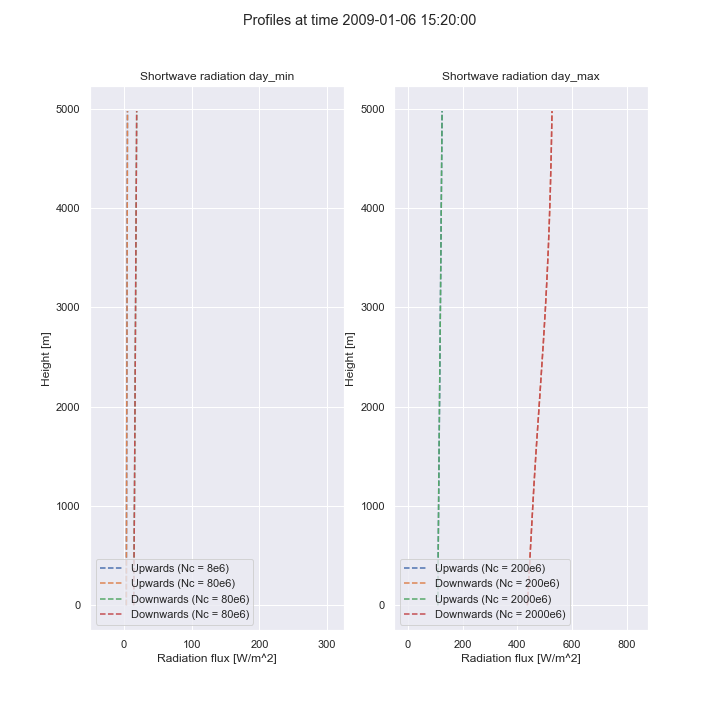 Profiles at time 2009-01-06 15:20:00
Shortwave radiation day_min
5000
4000
3000
2000
1000
0
Height [m]
Upwards (Nc = 8e6)
Upwards (Nc = 80e6)
Downwards (Nc = 80e6)
Downwards (Nc = 80e6)
0
100
200
300
Radiation flux [W/m^2]
Shortwave radiation day_max
5000
4000
3000
2000
1000
0
Height [m]
Upwards (Nc = 200e6)
Downwards (Nc = 200e6)
Upwards (Nc = 2000e6)
Downwards (Nc = 2000e6)
0
200
400
600
800
Radiation flux [W/m^2]